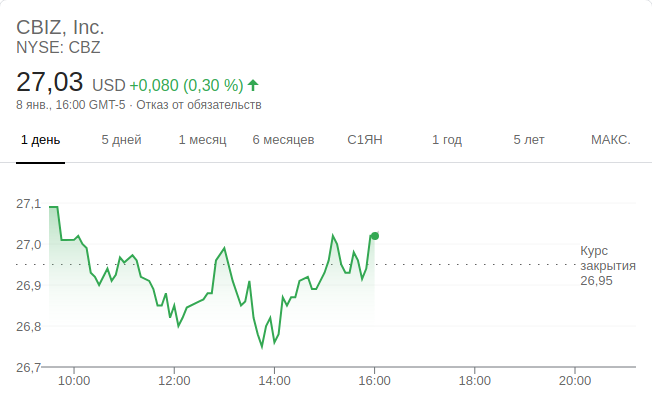 CBIZ, Inc.
NYSE: CBZ
27,03 USD +0,080 (0,30 %)
8 янв., 16:00 GMT-5 · Отказ от обязательств
1 день 5 дней 1 месяц 6 месяцев С1ЯН 1 год 5 лет МАКС.
27,1
27,0
Курс
закрытия
26,95
26,9
26,8
26,7
10:00 12:00 14:00 16:00 18:00 20:00